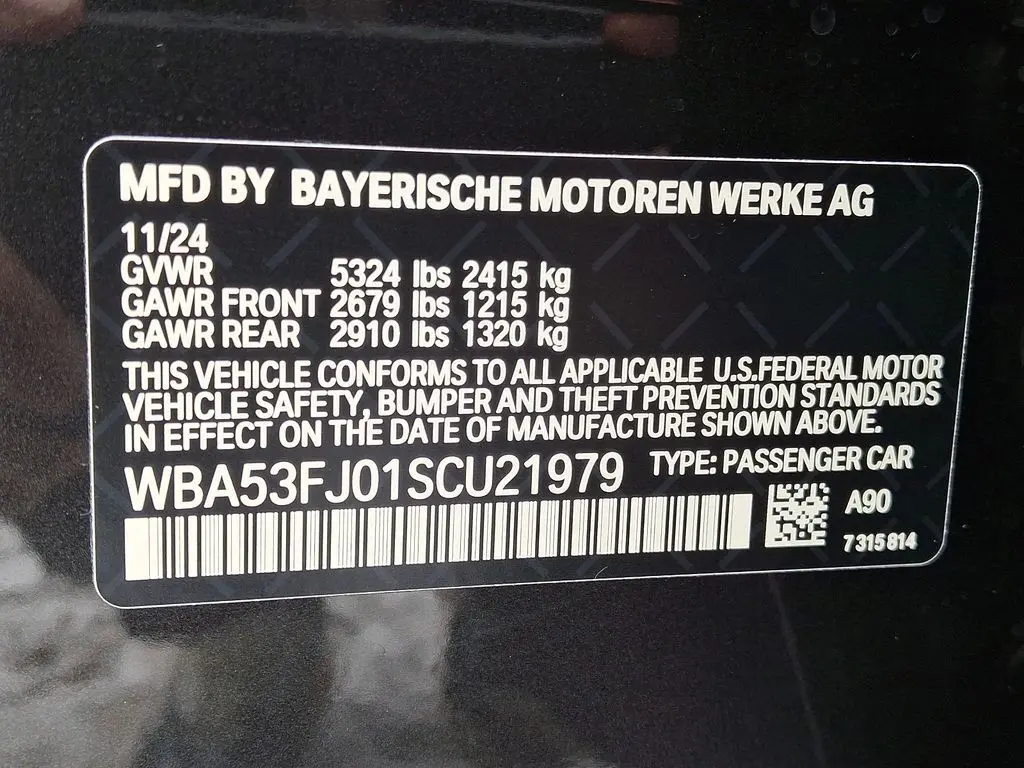 MFD BY BAYERISCHE MOTOREN WERKE AG
11/24
GVWR 5324 lbs 2415 kg
GAWR FRONT 2679 lbs 1215 kg
GAWR REAR 2910 lbs 1320 kg
THIS VEHICLE CONFORMS TO ALL APPLICABLE U.S.FEDERAL MOTOR
VEHICLE SAFETY, BUMPER AND THEFT PREVENTION STANDARDS
IN EFFECT ON THE DATE OF MANUFACTURE SHOWN ABOVE.
WBA53FJ01SCU21979 TYPE: PASSENGER CAR
A90
7315814